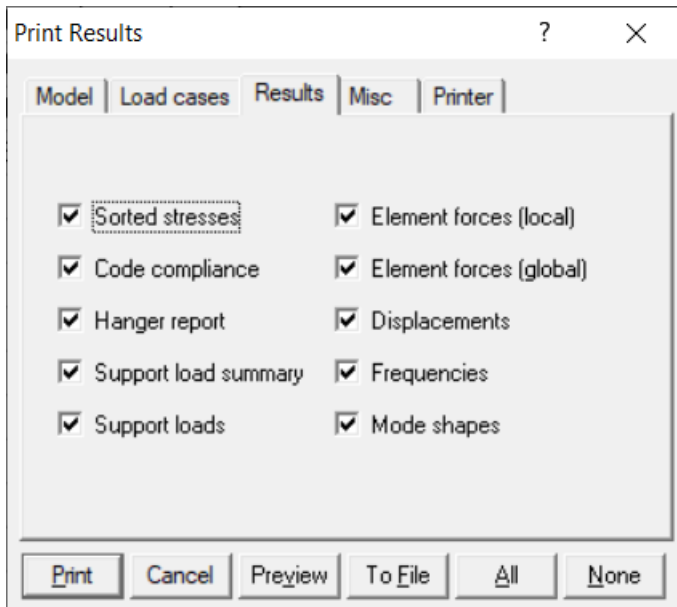 Print Results ?
Model Load cases Results Misc Printer
Sorted stresses Element forces (local)
Code compliance Element forces (global)
Hanger report Displacements
Support load summary Frequencies
Support loads Mode shapes
Print Cancel Preview To File All None